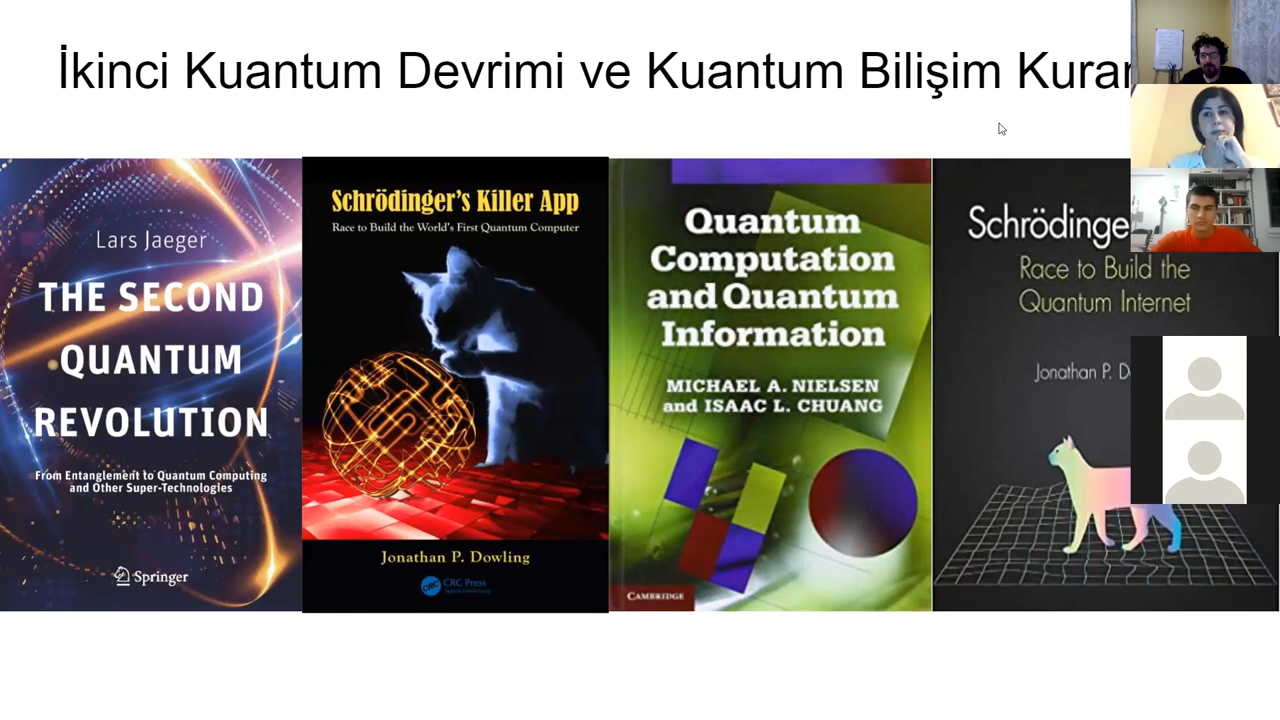 İkinci Kuantum Devrimi ve Kuantum Bilişim
Lars Jaeger
THE SECOND
QUANTUM
REVOLUTION
From Entanglement to Quantum Computing
and Other Super-Technologies
Springer
Schrödinger's Killer App
Race to Build the World's First Quantum Computer
Jonathan P. Dowling
CRC Press
Quantum
Computation
and Quantum
Information
MICHAEL A. NIELSEN
and ISAAC L. CHUANG
CAMBRIDGE
Race to Build the
Quantum Internet
Jonathan P.